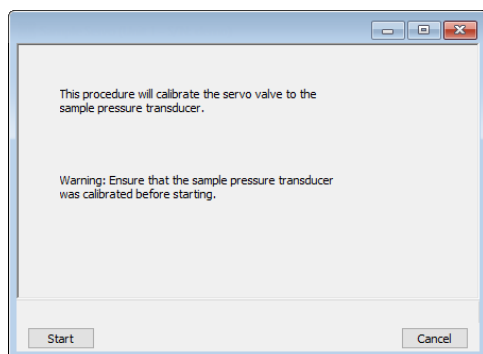 This procedure will calibrate the servo valve to the
sample pressure transducer.
Warning: Ensure that the sample pressure transducer
was calibrated before starting.
Start
Cancel